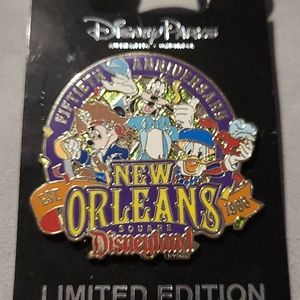 Disney Parks
FIFTIETH ANNIVERSARY
NEW
EST. ORLEANS 1966
SQUARE
Disneyland
LIMITED EDITION